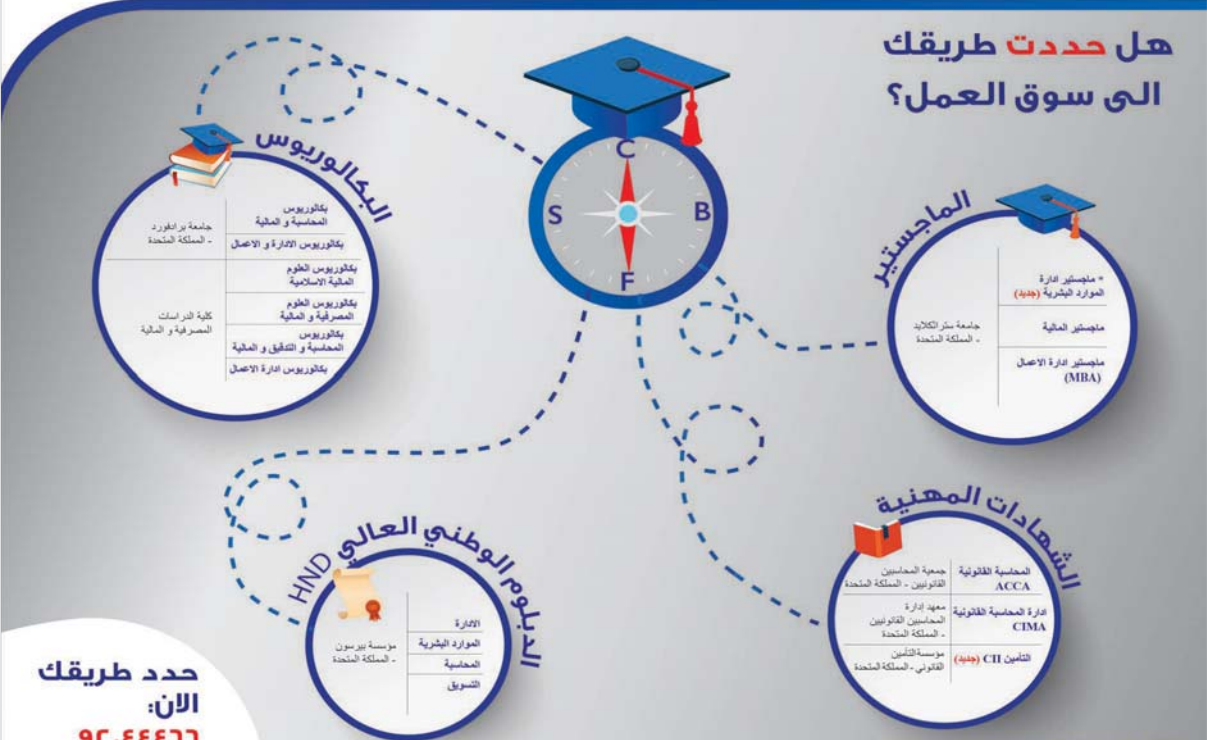 هل حددت طريقك
الى سوق العمل؟
C
S
B
F
الماجستير
* ماجستير ادارة
الموارد البشرية (جديد)
ماجستير المالية
ماجستير ادارة الاعمال
(MBA)
جامعة ستراثكلايد
- المملكة المتحدة
البكالوريوس
بكالوريوس
المحاسبة و المالية
بكالوريوس الادارة و الاعمال
جامعة برادفورد
- المملكة المتحدة
بكالوريوس العلوم
المالية الاسلامية
بكالوريوس العلوم
المصرفية و المالية
بكالوريوس
المحاسبة و التدقيق و المالية
بكالوريوس ادارة الاعمال
كلية الدراسات
المصرفية و المالية
الشهادات المهنية
المحاسبة القانونية
ACCA
جمعية المحاسبين
القانونيين - المملكة المتحدة
ادارة المحاسبة القانونية
CIMA
معهد إدارة
المحاسبين القانونيين
- المملكة المتحدة
التأمين CII (جديد)
مؤسسة التأمين
القانوني - المملكة المتحدة
الدبلوم الوطني العالي HND
الادارة
الموارد البشرية
المحاسبة
التسويق
مؤسسة بيرسون
- المملكة المتحدة
حدد طريقك
الان: